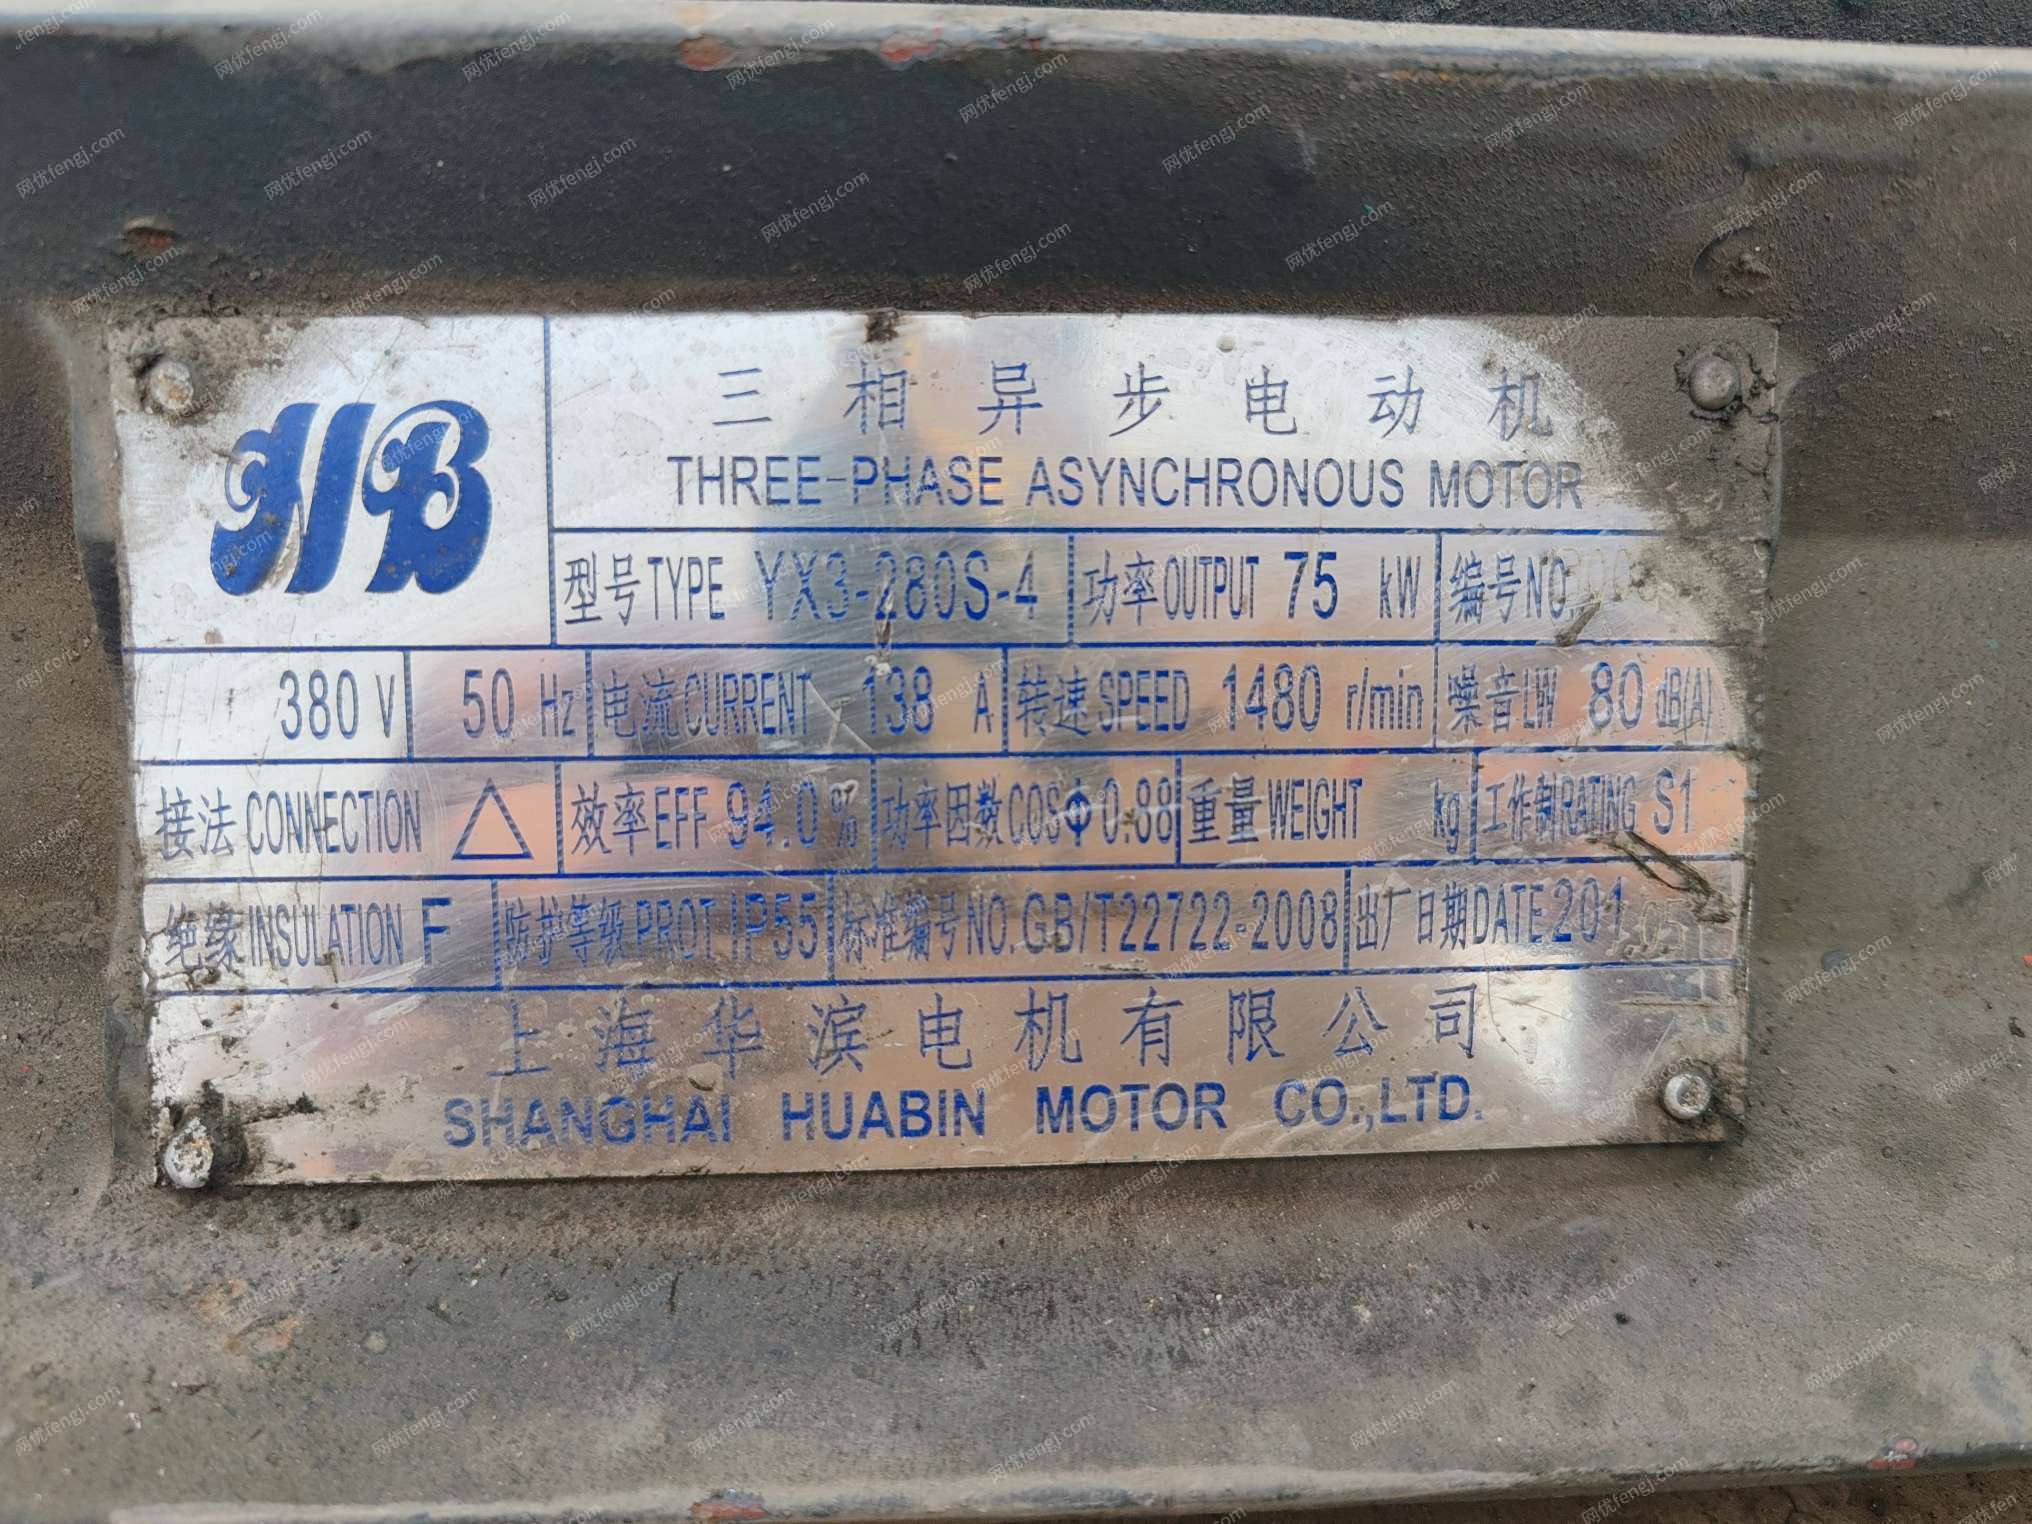 HB
三相异步电动机
THREE-PHASE ASYNCHRONOUS MOTOR
型号TYPE YX3-280S-4 功率OUTPUT 75 kW 编号NO.
380 V 50 Hz 电流CURRENT 138 A 转速SPEED 1480 r/min 噪音LW 80 dB(A)
接法CONNECTION △ 效率EFF 94.0 % 功率因数COSΦ 0.88 重量WEIGHT kg 工作制RATING S1
绝缘INSULATION F 防护等级PROT IP55 标准编号NO.GB/T22722-2008 出厂日期DATE
上海华滨电机有限公司
SHANGHAI HUABIN MOTOR CO.,LTD.
网优fengj.com